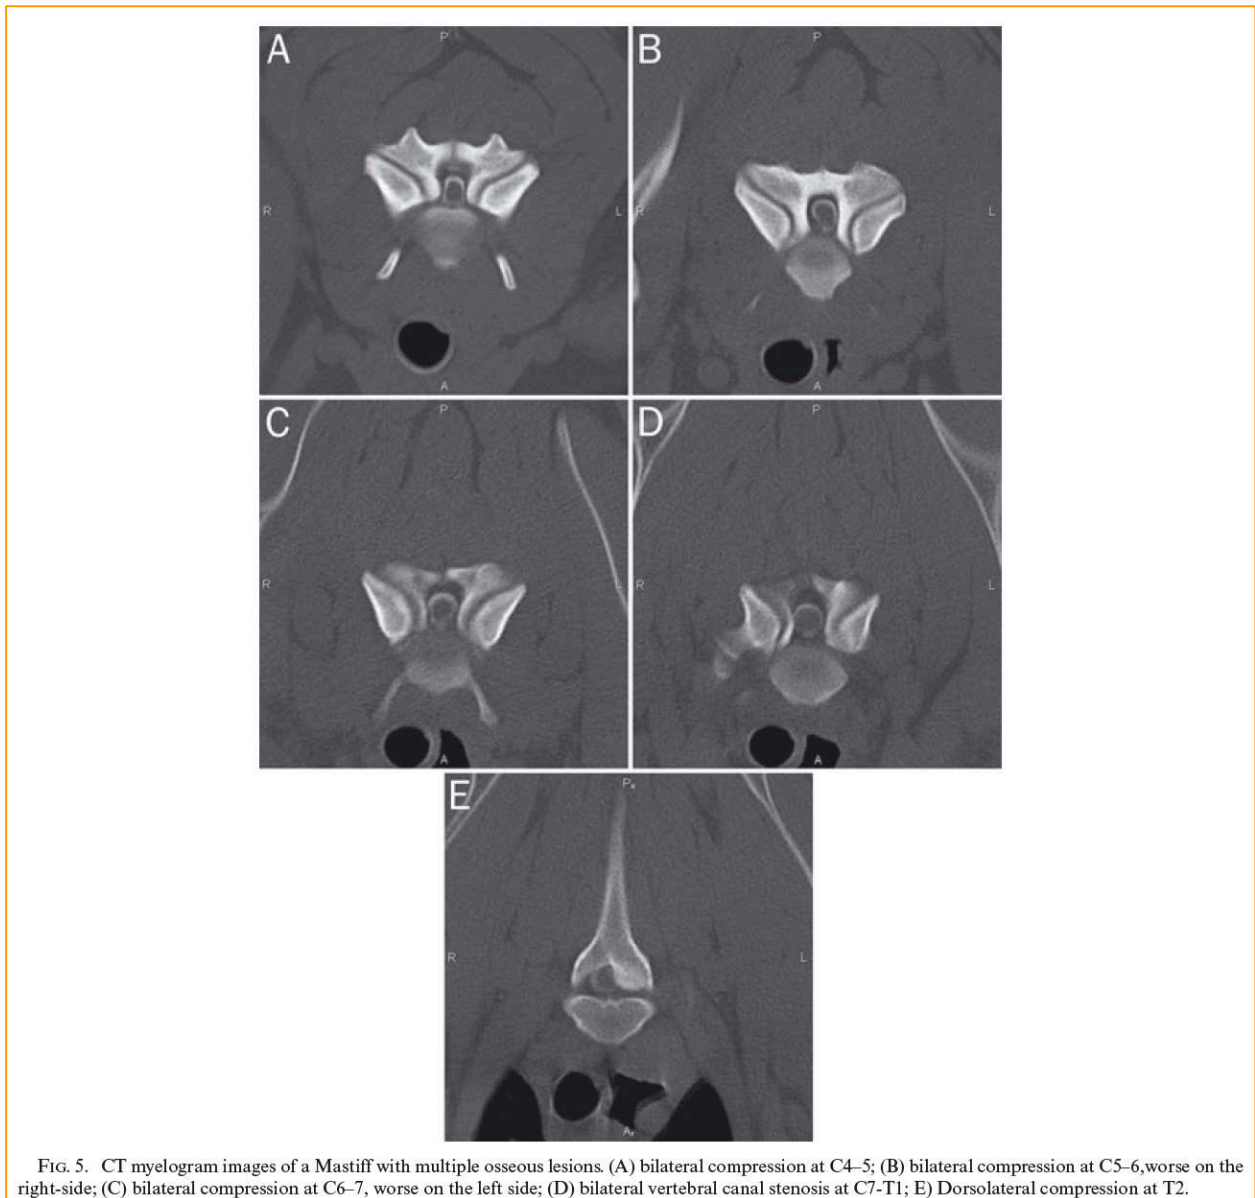 A
P
R
L
A
B
P
R
L
A
C
P
R
L
A
D
P
R
L
A
E
P
R
L
A
FIG. 5. CT myelogram images of a Mastiff with multiple osseous lesions. (A) bilateral compression at C4–5; (B) bilateral compression at C5–6,worse on the
right-side; (C) bilateral compression at C6–7, worse on the left side; (D) bilateral vertebral canal stenosis at C7-T1; E) Dorsolateral compression at T2.